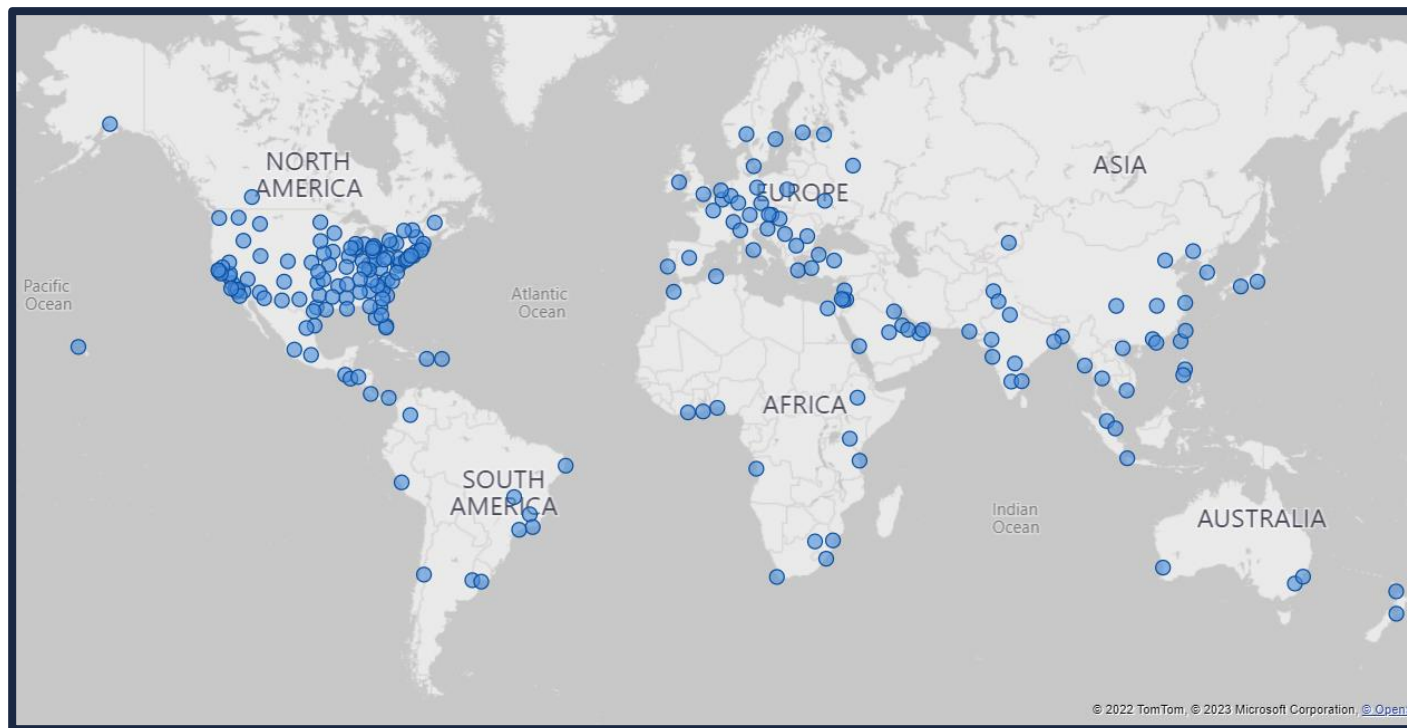 NORTH
AMERICA
ASIA
EUROPE
Pacific
Ocean
Atlantic
Ocean
AFRICA
SOUTH
AMERICA
Indian
Ocean
AUSTRALIA
© 2022 TomTom, © 2023 Microsoft Corporation, © OpenS